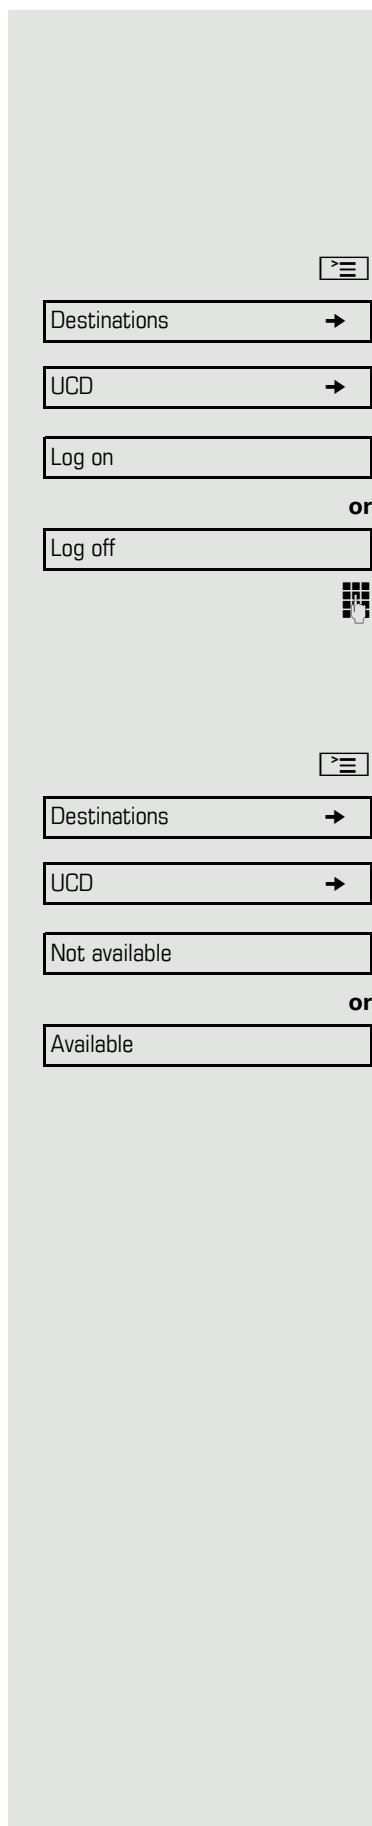 Destinations
UCD
Log on
or
Log off
Destinations
UCD
Not available
or
Available